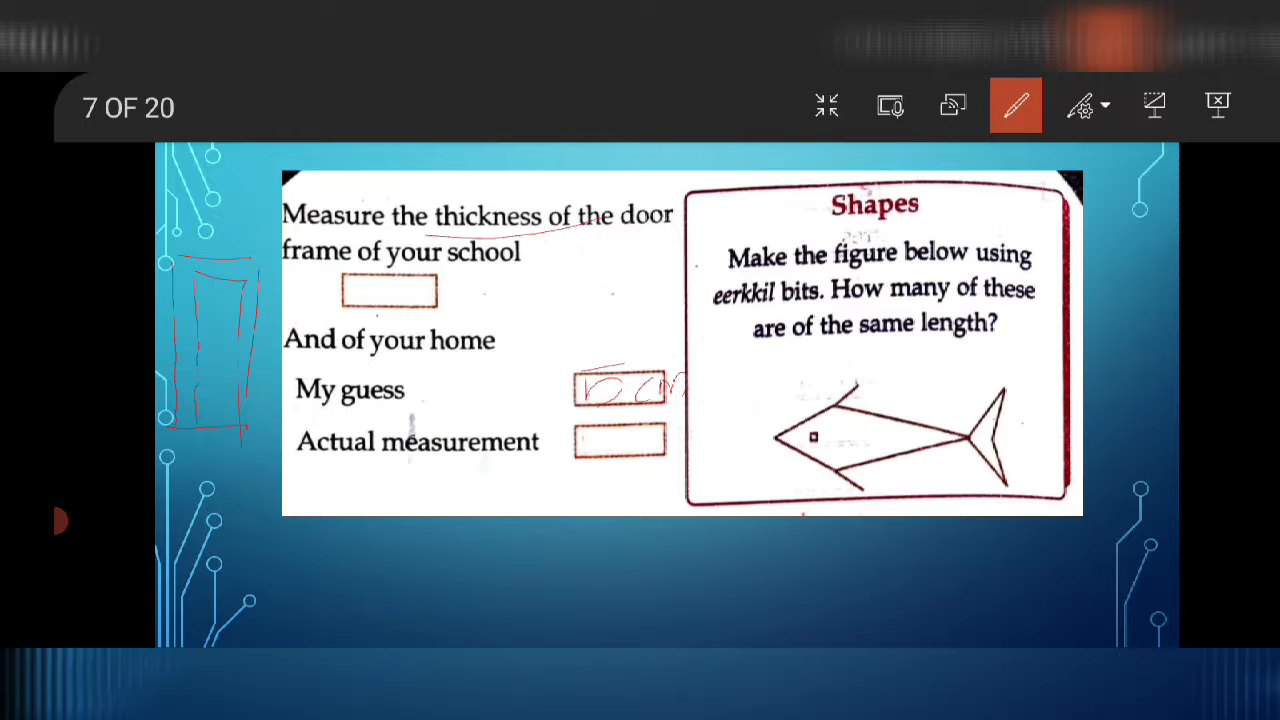 7 OF 20
Measure the thickness of the door
frame of your school
And of your home
My guess
5 cm
Actual measurement
Shapes
Make the figure below using
eerkkil bits. How many of these
are of the same length?